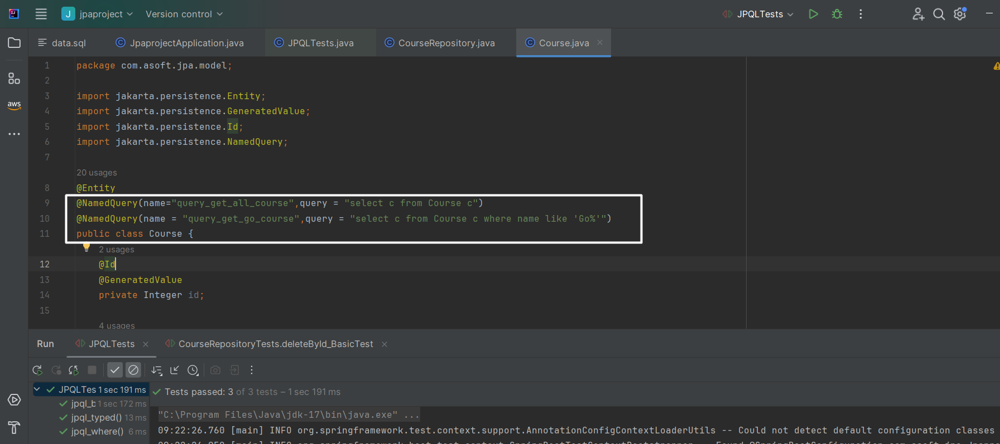 J jpaproject Version control JPQLTests
data.sql JpaprojectApplication.java JPQLTests.java CourseRepository.java Course.java
1 package com.asoft.jpa.model;
2
3 import jakarta.persistence.Entity;
4 import jakarta.persistence.GeneratedValue;
5 import jakarta.persistence.Id;
6 import jakarta.persistence.NamedQuery;
7
20 usages
8 @Entity
9 @NamedQuery(name="query_get_all_course",query = "select c from Course c")
10 @NamedQuery(name = "query_get_go_course",query = "select c from Course c where name like 'Go%'")
11 public class Course {
2 usages
12 @Id
13 @GeneratedValue
14 private Integer id;
15
4 usages
aws
Run JPQLTests CourseRepositoryTests.deleteById_BasicTest
JPQLTes 1 sec 191 ms Tests passed: 3 of 3 tests – 1 sec 191 ms
jpql_b 1 sec 172 ms
jpql_typed() 13 ms "C:\Program Files\Java\jdk-17\bin\java.exe" ...
jpql_where() 6 ms 09:22:26.760 [main] INFO org.springframework.test.context.support.AnnotationConfigContextLoaderUtils -- Could not detect default configuration classes